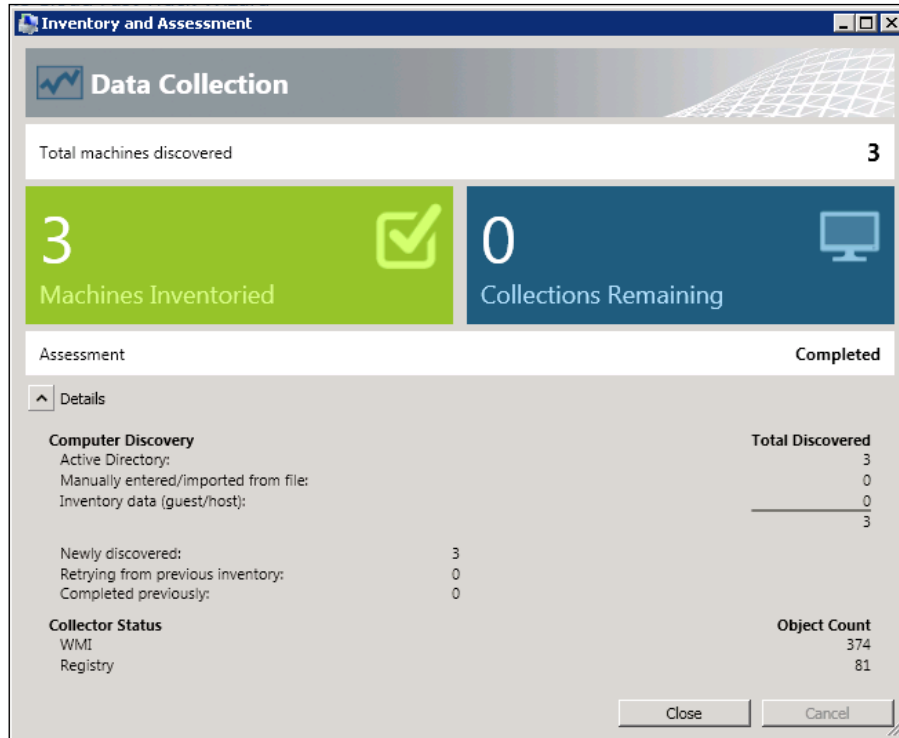 Inventory and Assessment
Data Collection
Total machines discovered 3
3
Machines Inventoried
0
Collections Remaining
Assessment Completed
Details
Computer Discovery Total Discovered
Active Directory: 3
Manually entered/imported from file: 0
Inventory data (guest/host): 0
3
Newly discovered: 3
Retrying from previous inventory: 0
Completed previously: 0
Collector Status Object Count
WMI 374
Registry 81
Close Cancel